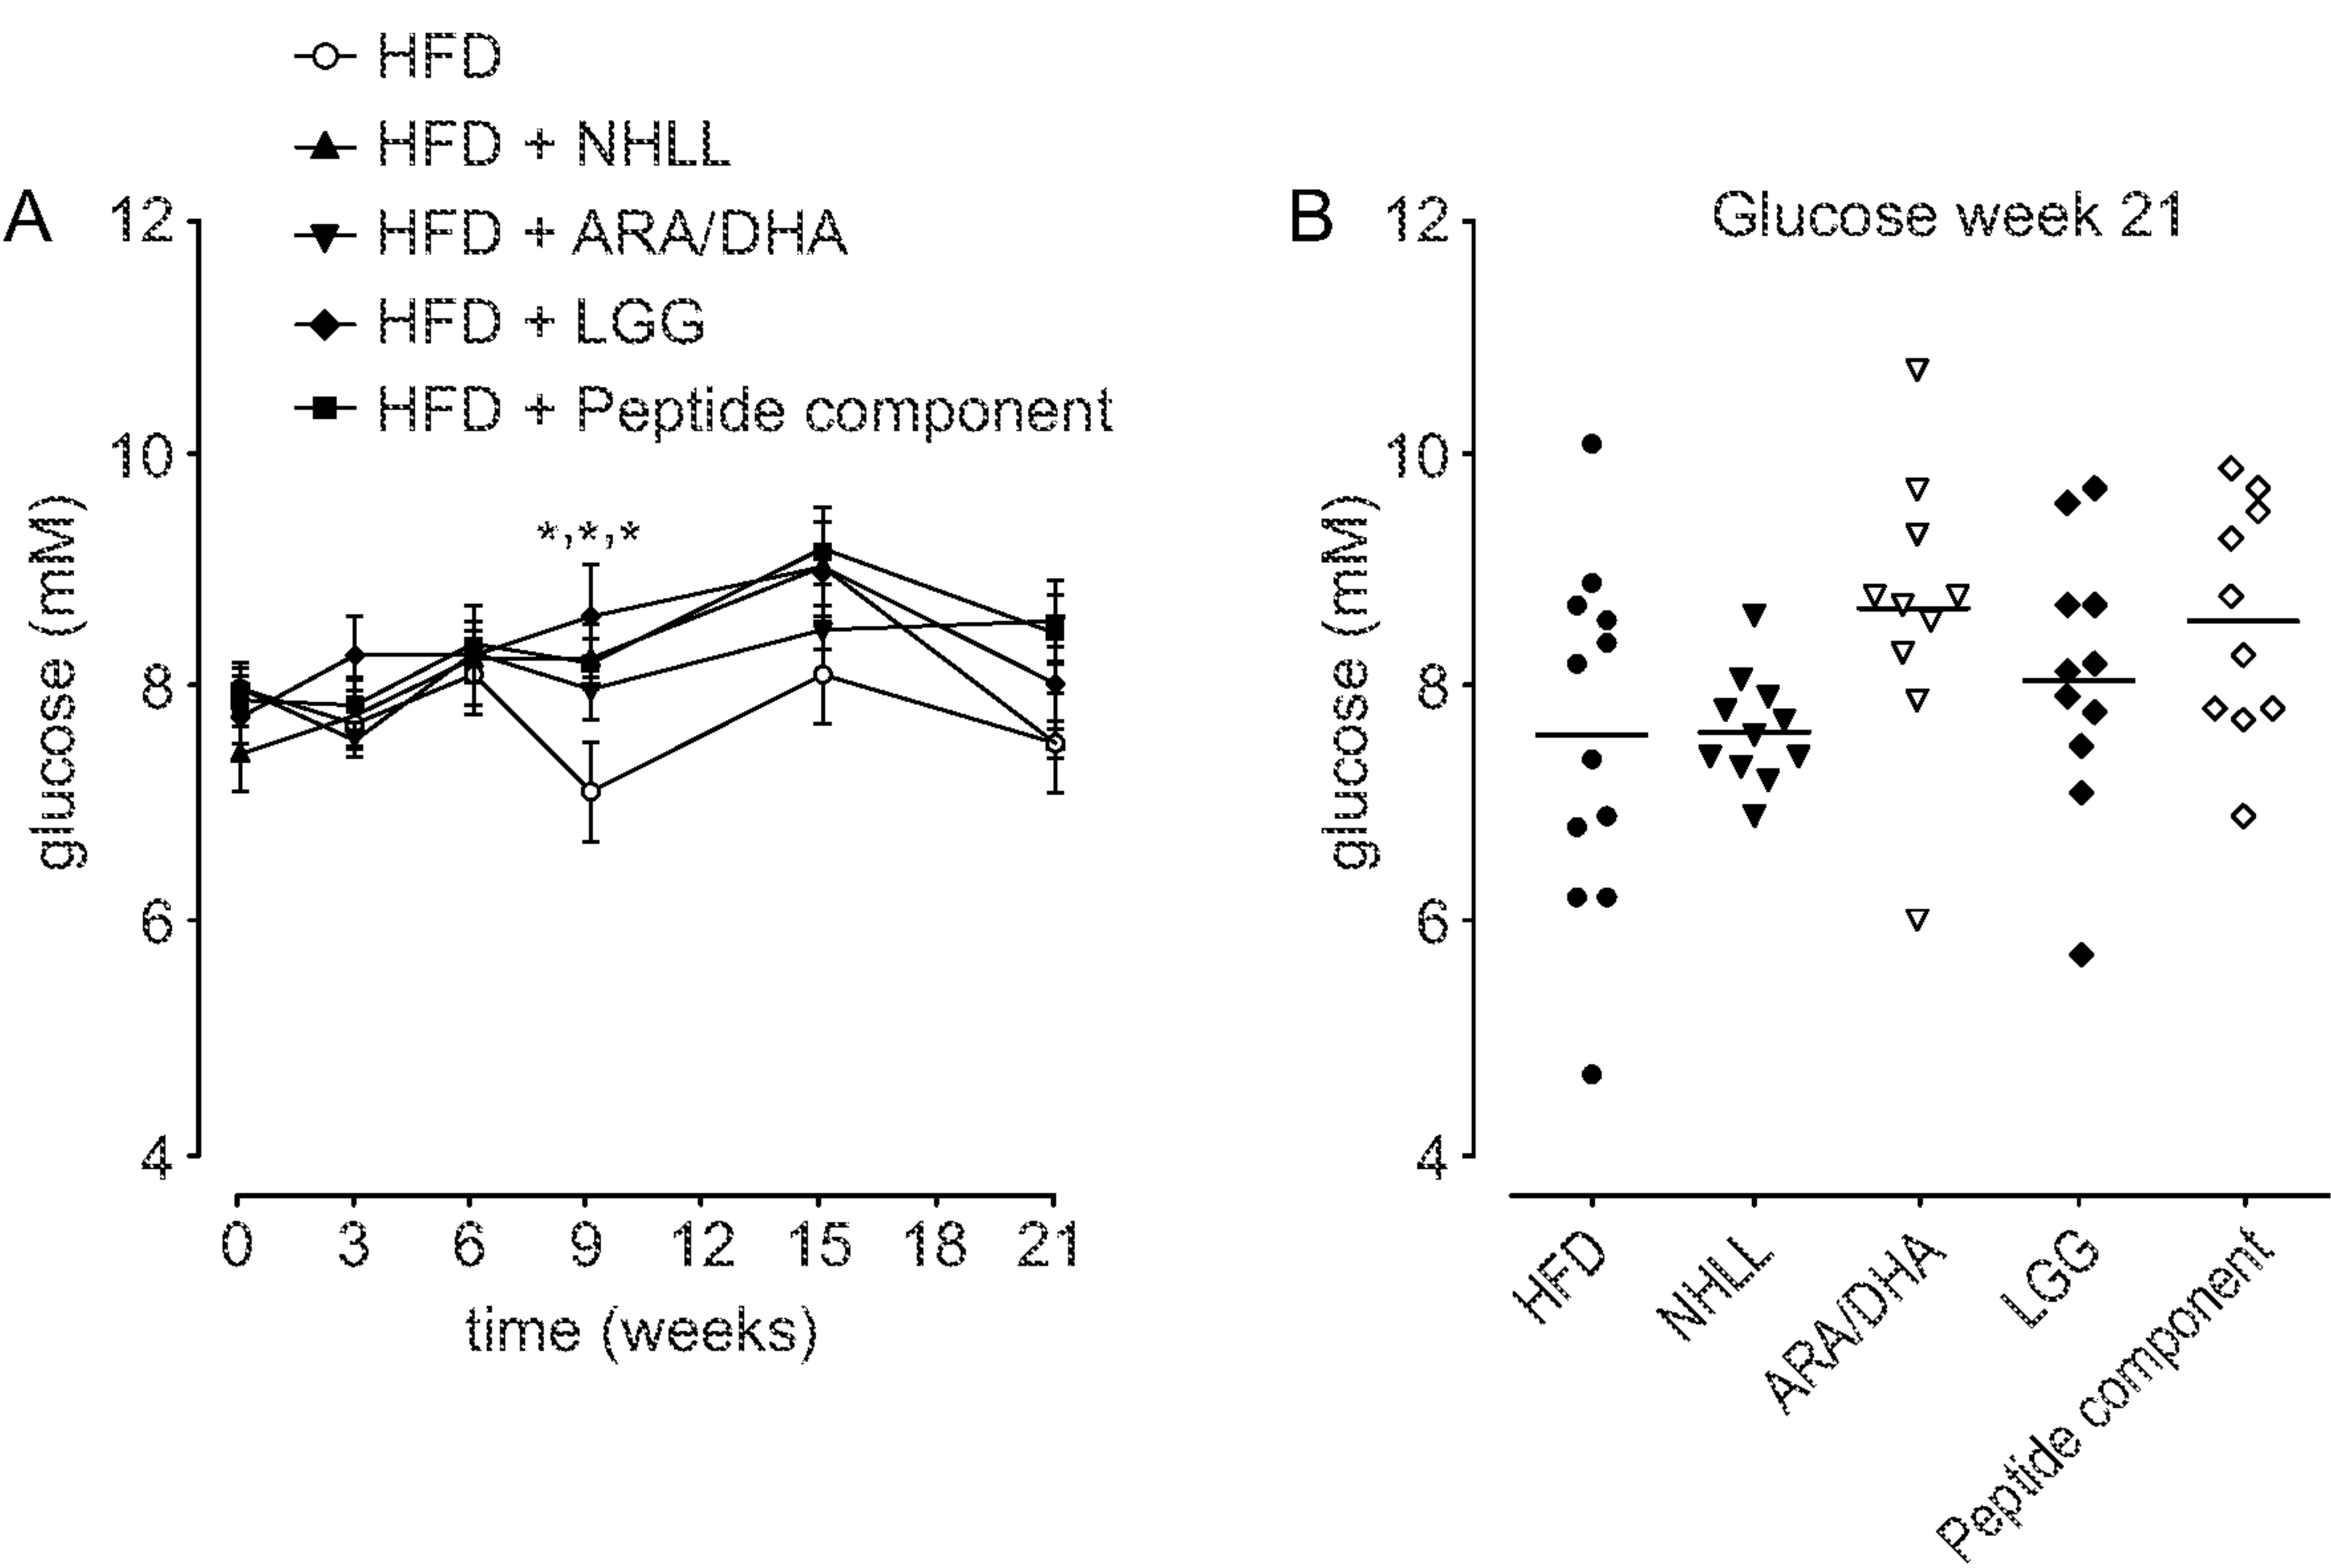 HFD
HFD + NHLL
HFD + ARA/DHA
HFD + LGG
HFD + Peptide component
A
12
10
8
6
4
glucose (mM)
*,*,*
0 3 6 9 12 15 18 21
time (weeks)
B
Glucose week 21
12
10
8
6
4
glucose (mM)
HFD
NHLL
ARA/DHA
LGG
Peptide component